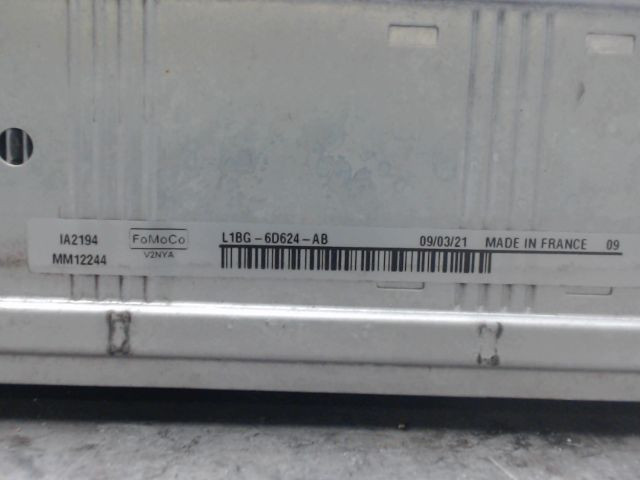 IA2194 FoMoCo L1BG-6D624-AB 09/03/21 MADE IN FRANCE 09
MM12244 V2NYA